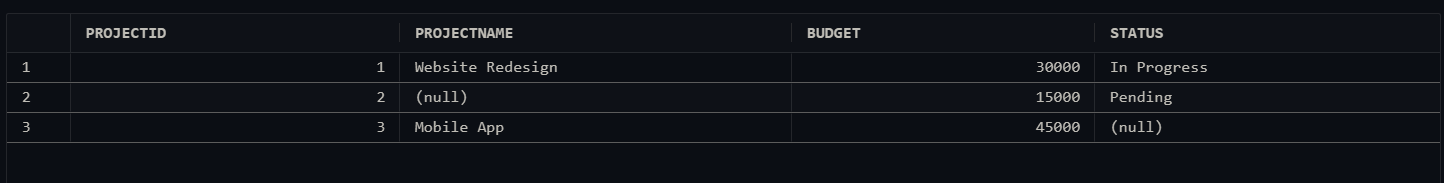 PROJECTID PROJECTNAME BUDGET STATUS
1 1 Website Redesign 30000 In Progress
2 2 (null) 15000 Pending
3 3 Mobile App 45000 (null)